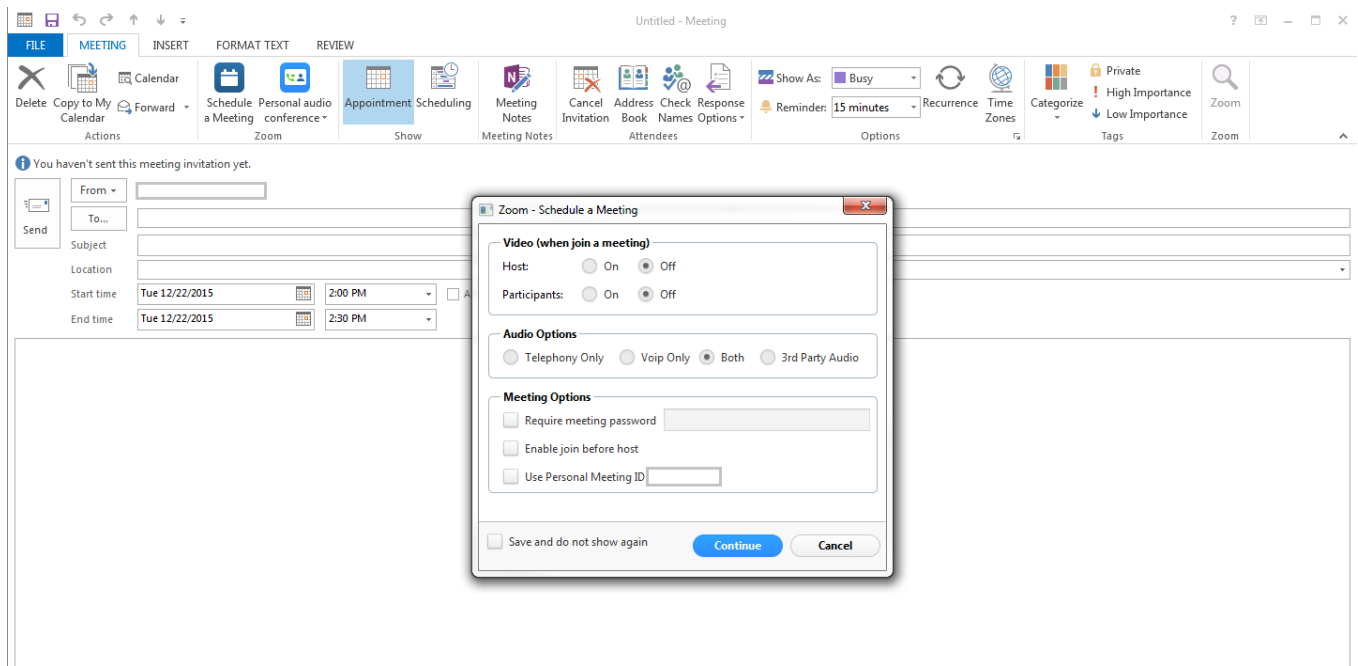 Untitled - Meeting
?
FILE MEETING INSERT FORMAT TEXT REVIEW
Delete
Copy to My
Calendar
Calendar
Forward
Actions
Schedule
a Meeting
Personal audio
conference
Zoom
Appointment
Scheduling
Show
Meeting
Notes
Meeting Notes
Cancel
Invitation
Address
Book
Check
Names
Response
Options
Attendees
Show As: Busy
Reminder: 15 minutes
Recurrence
Time
Zones
Options
Categorize
Private
High Importance
Low Importance
Tags
Zoom
Zoom
You haven't sent this meeting invitation yet.
Send
From
To...
Subject
Location
Start time Tue 12/22/2015 2:00 PM A
End time Tue 12/22/2015 2:30 PM
Zoom - Schedule a Meeting
Video (when join a meeting)
Host: On Off
Participants: On Off
Audio Options
Telephony Only Voip Only Both 3rd Party Audio
Meeting Options
Require meeting password
Enable join before host
Use Personal Meeting ID
Save and do not show again Continue Cancel